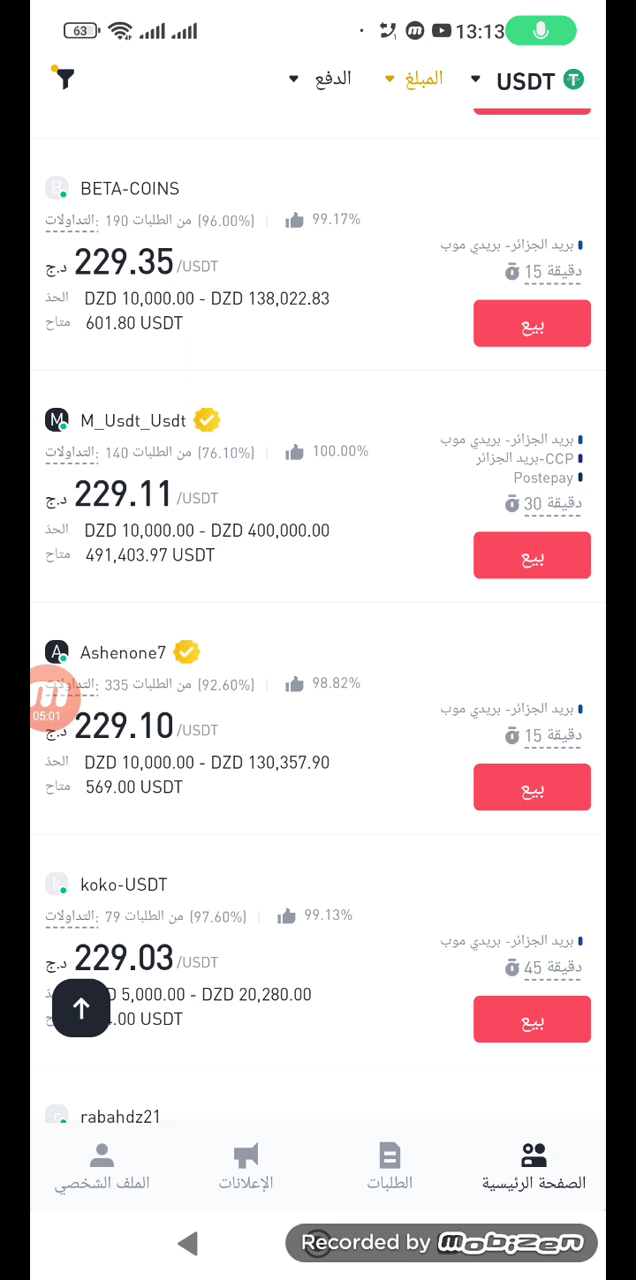 63 13:13
USDT المبلغ الدفع
BETA-COINS
التداولات: 190 من الطلبات (96.00%) 99.17%
د.ج 229.35 /USDT
بريد الجزائر- بريدي موب
15 دقيقة
الحدّ DZD 10,000.00 - DZD 138,022.83
متاح 601.80 USDT
بيع
M M_Usdt_Usdt
التداولات: 140 من الطلبات (76.10%) 100.00%
بريد الجزائر- بريدي موب
CCP-بريد الجزائر
Postepay
د.ج 229.11 /USDT
30 دقيقة
الحدّ DZD 10,000.00 - DZD 400,000.00
متاح 491,403.97 USDT
بيع
A Ashenone7
التداولات: 335 من الطلبات (92.60%) 98.82%
05:01
د.ج 229.10 /USDT
بريد الجزائر- بريدي موب
15 دقيقة
الحدّ DZD 10,000.00 - DZD 130,357.90
متاح 569.00 USDT
بيع
k koko-USDT
التداولات: 79 من الطلبات (97.60%) 99.13%
د.ج 229.03 /USDT
بريد الجزائر- بريدي موب
45 دقيقة
5,000.00 - DZD 20,280.00
.00 USDT
بيع
rabahdz21
الصفحة الرئيسية الطلبات الإعلانات الملف الشخصي
Recorded by mobizen